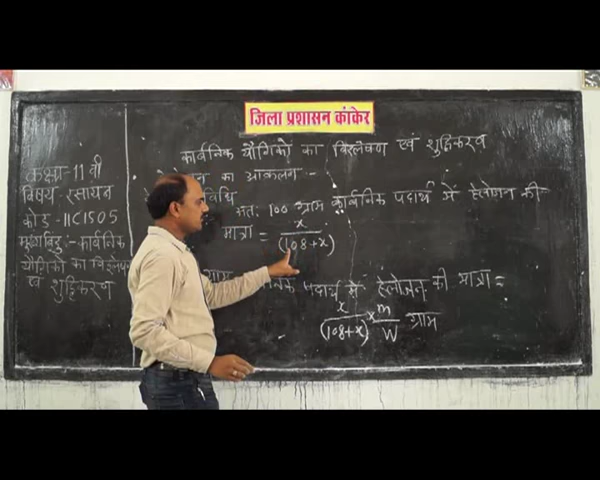 जिला प्रशासन कांकेर
कक्षा-11 वी
विषय-रसायन
कोड-11C1505
मुख्यबिंदु:- कार्बनिक
यौगिकों का विश्लेषण
एवं शुद्धिकरण
कार्बनिक यौगिकों का विश्लेषण एवं शुद्धिकरण
का आकलन :-
विधि
अत: 100 ग्राम कार्बनिक पदार्थ में हेलोजन की
मात्रा = x/(108+x)
ग्राम पदार्थ में हेलोजन की मात्रा =
x/(108+x) × m/W ग्राम